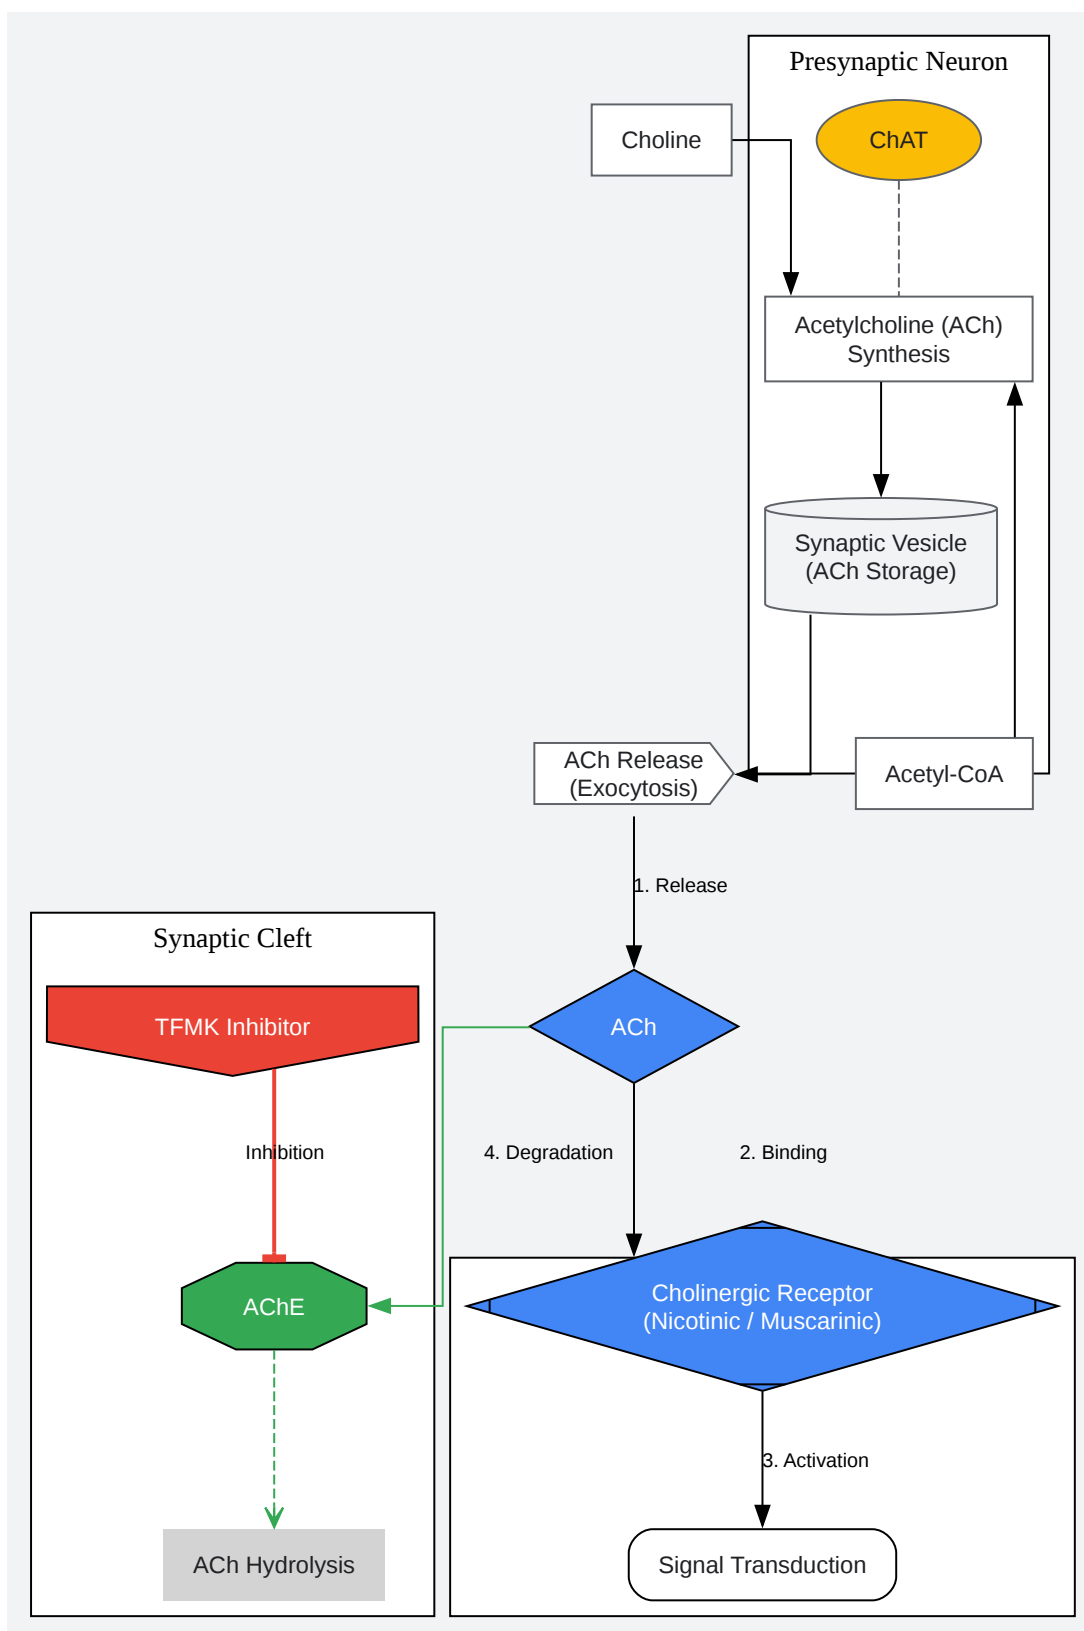 Presynaptic Neuron
Choline
ChAT
Acetylcholine (ACh)
Synthesis
Synaptic Vesicle
(ACh Storage)
ACh Release
(Exocytosis)
Acetyl-CoA
1. Release
Synaptic Cleft
TFMK Inhibitor
ACh
Inhibition
4. Degradation
2. Binding
AChE
Cholinergic Receptor
(Nicotinic / Muscarinic)
3. Activation
ACh Hydrolysis
Signal Transduction